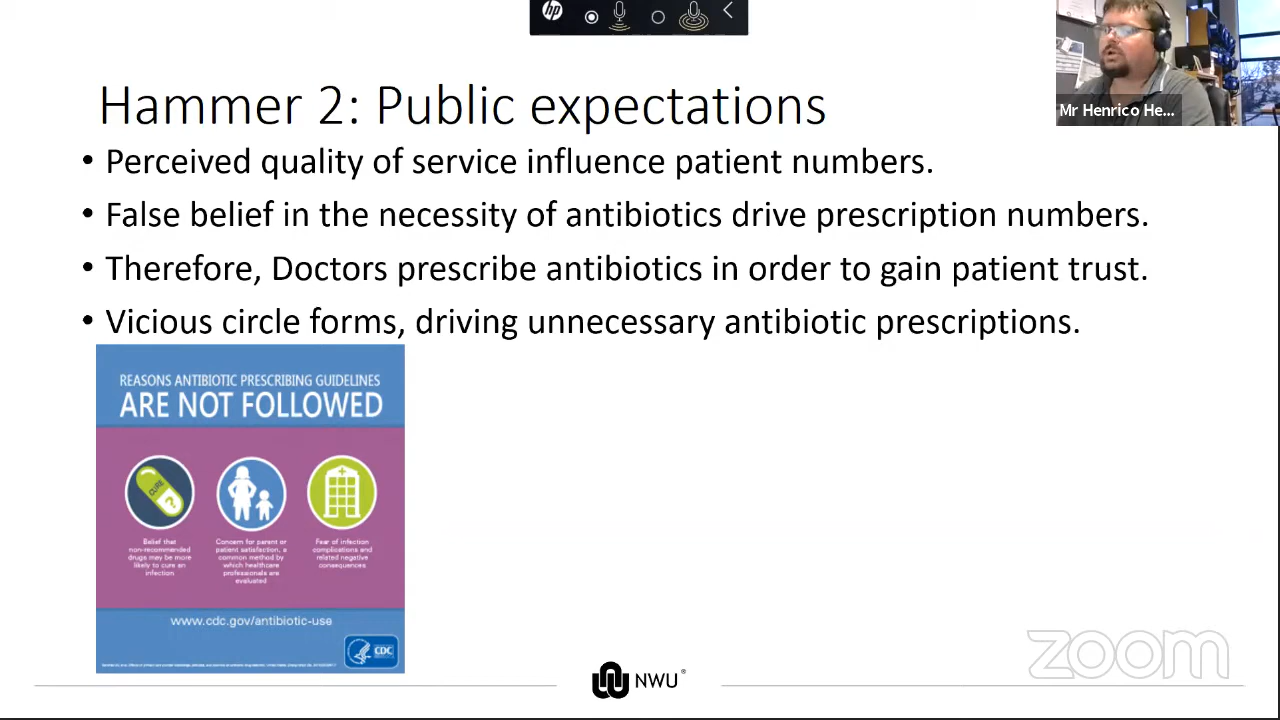 hp
Mr Henrico He...
Hammer 2: Public expectations
• Perceived quality of service influence patient numbers.
• False belief in the necessity of antibiotics drive prescription numbers.
• Therefore, Doctors prescribe antibiotics in order to gain patient trust.
• Vicious circle forms, driving unnecessary antibiotic prescriptions.
REASONS ANTIBIOTIC PRESCRIBING GUIDELINES
ARE NOT FOLLOWED
CURE
?
Belief that
non-recommended
drugs may be more
likely to cure an
infection
Concern for parent or
patient satisfaction, a
common method by
which healthcare
professionals are
evaluated
Fear of infection
complications and
related negative
consequences
www.cdc.gov/antibiotic-use
CDC
NWU®
zoom